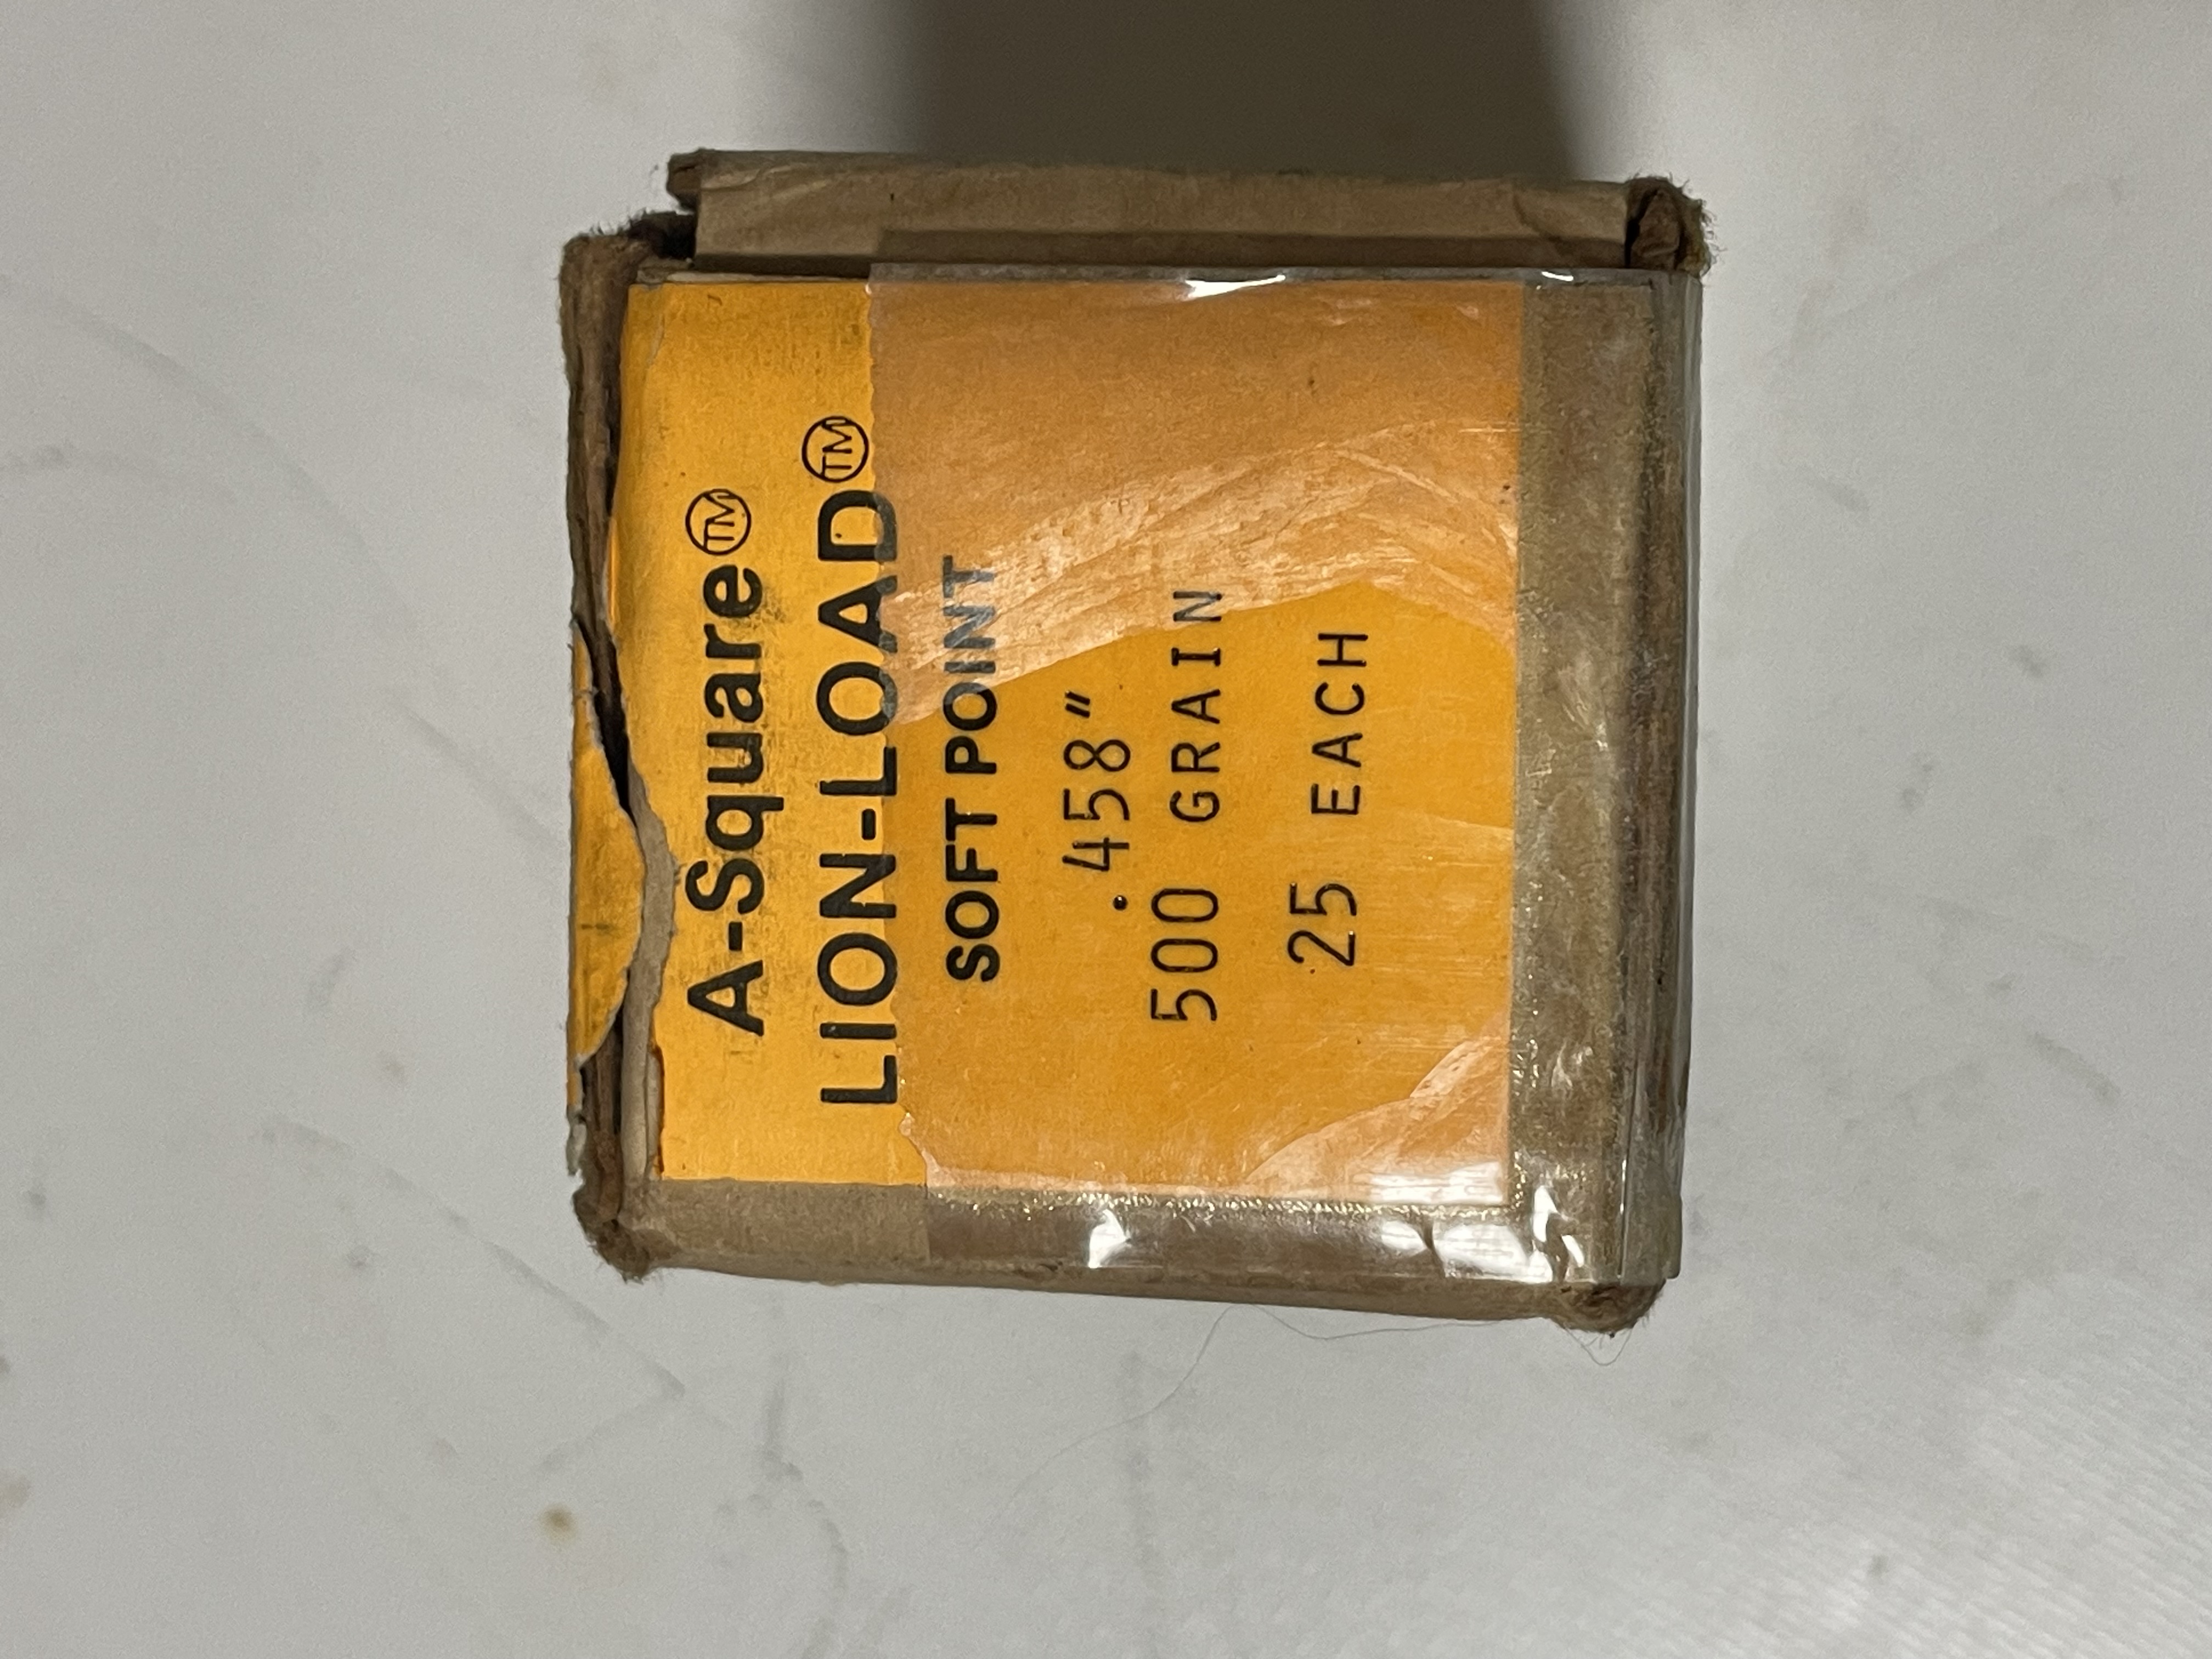 A-Square™
LION-LOAD™
SOFT POINT
.458″
500 GRAIN
25 EACH